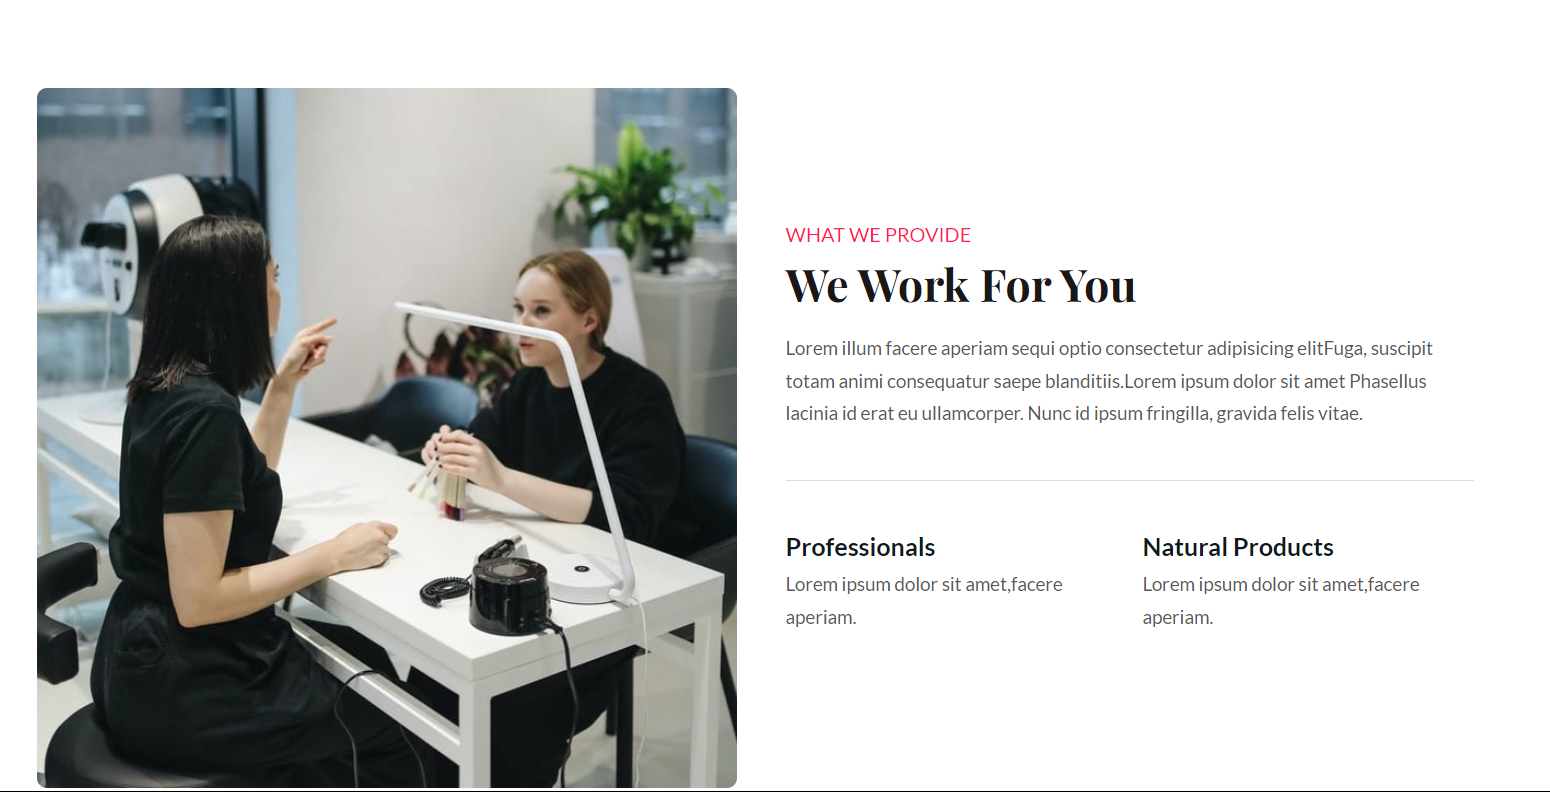 WHAT WE PROVIDE
We Work For You
Lorem illum facere aperiam sequi optio consectetur adipisicing elitFuga, suscipit
totam animi consequatur saepe blanditiis.Lorem ipsum dolor sit amet Phasellus
lacinia id erat eu ullamcorper. Nunc id ipsum fringilla, gravida felis vitae.
Professionals
Lorem ipsum dolor sit amet,facere
aperiam.
Natural Products
Lorem ipsum dolor sit amet,facere
aperiam.